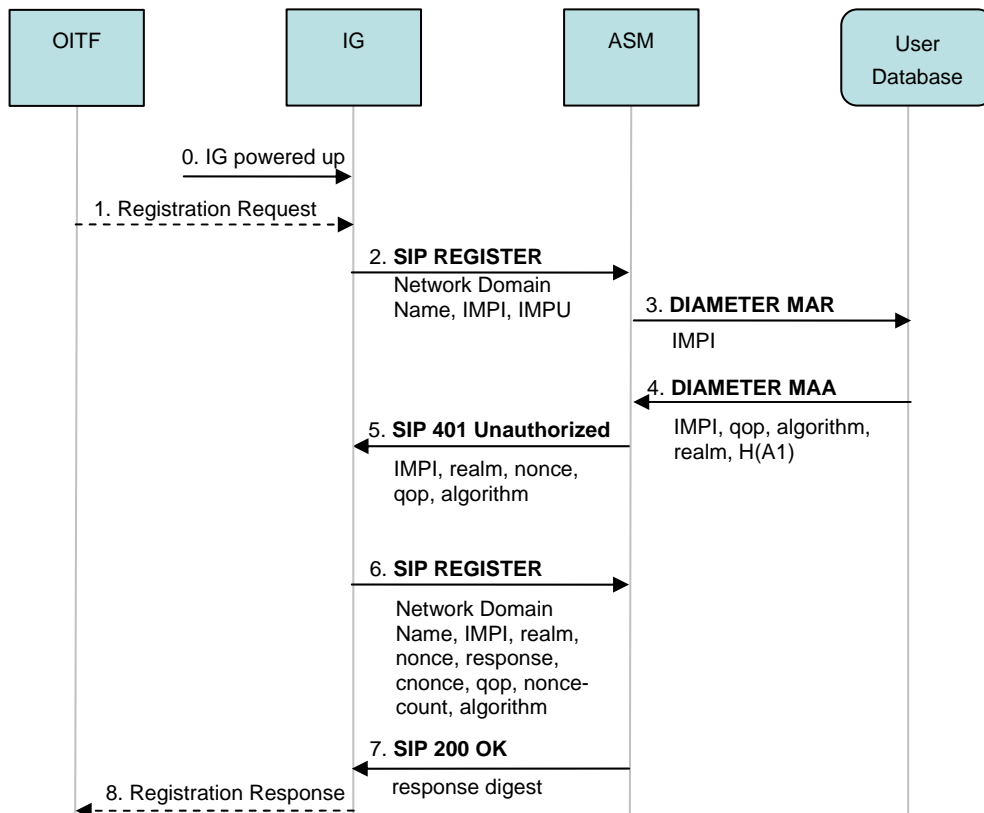 OITF
IG
ASM
User
Database
0. IG powered up
1. Registration Request
2. SIP REGISTER
Network Domain
Name, IMPI, IMPU
3. DIAMETER MAR
IMPI
4. DIAMETER MAA
IMPI, qop, algorithm,
realm, H(A1)
5. SIP 401 Unauthorized
IMPI, realm, nonce,
qop, algorithm
6. SIP REGISTER
Network Domain
Name, IMPI, realm,
nonce, response,
cnonce, qop, nonce-
count, algorithm
7. SIP 200 OK
response digest
8. Registration Response